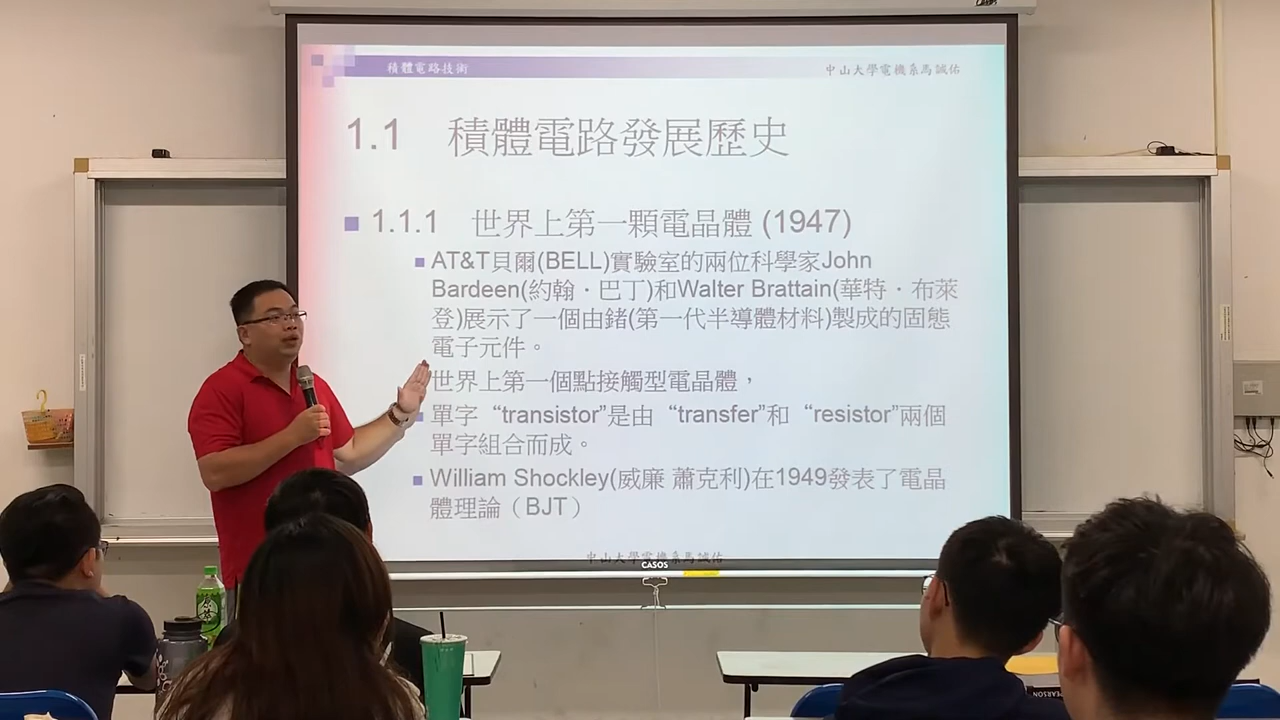 積體電路技術
中山大學電機系馬誠佑
1.1 積體電路發展歷史
1.1.1 世界上第一顆電晶體 (1947)
AT&T貝爾(BELL)實驗室的兩位科學家John
Bardeen(約翰．巴丁)和Walter Brattain(華特．布萊
登)展示了一個由鍺(第一代半導體材料)製成的固態
電子元件。
世界上第一個點接觸型電晶體，
單字“transistor”是由“transfer”和“resistor”兩個
單字組合而成。
William Shockley(威廉 蕭克利)在1949發表了電晶
體理論（BJT）
中山大學電機系馬誠佑
CASOS
PEARSON